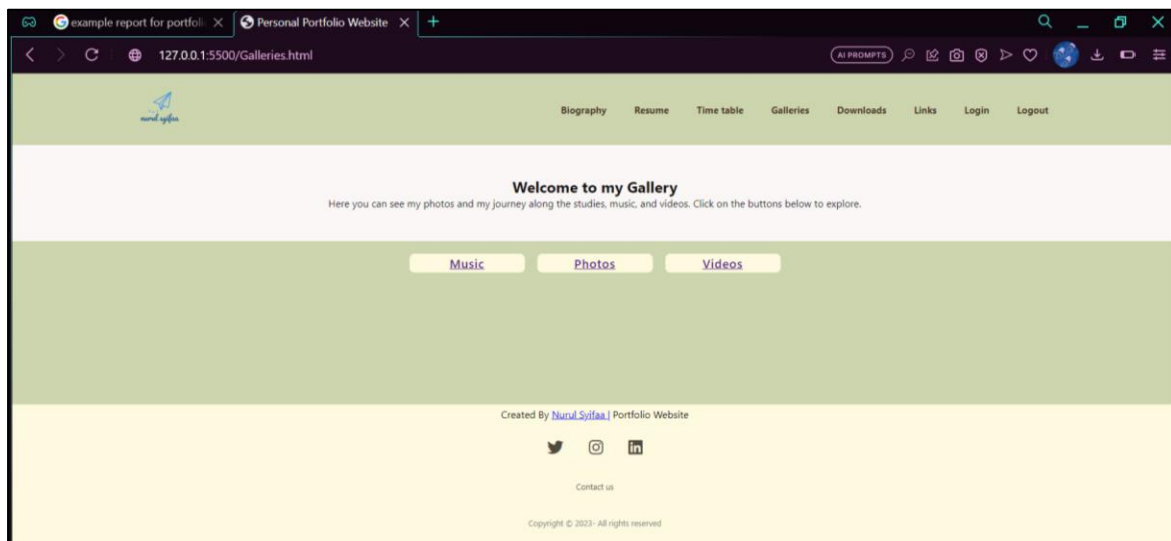 example report for portfoli
Personal Portfolio Website
127.0.0.1:5500/Galleries.html
AI PROMPTS
nurul syifaa
Biography
Resume
Time table
Galleries
Downloads
Links
Login
Logout
Welcome to my Gallery
Here you can see my photos and my journey along the studies, music, and videos. Click on the buttons below to explore.
Music
Photos
Videos
Created By Nurul Syifaa | Portfolio Website
Contact us
Copyright © 2023- All rights reserved